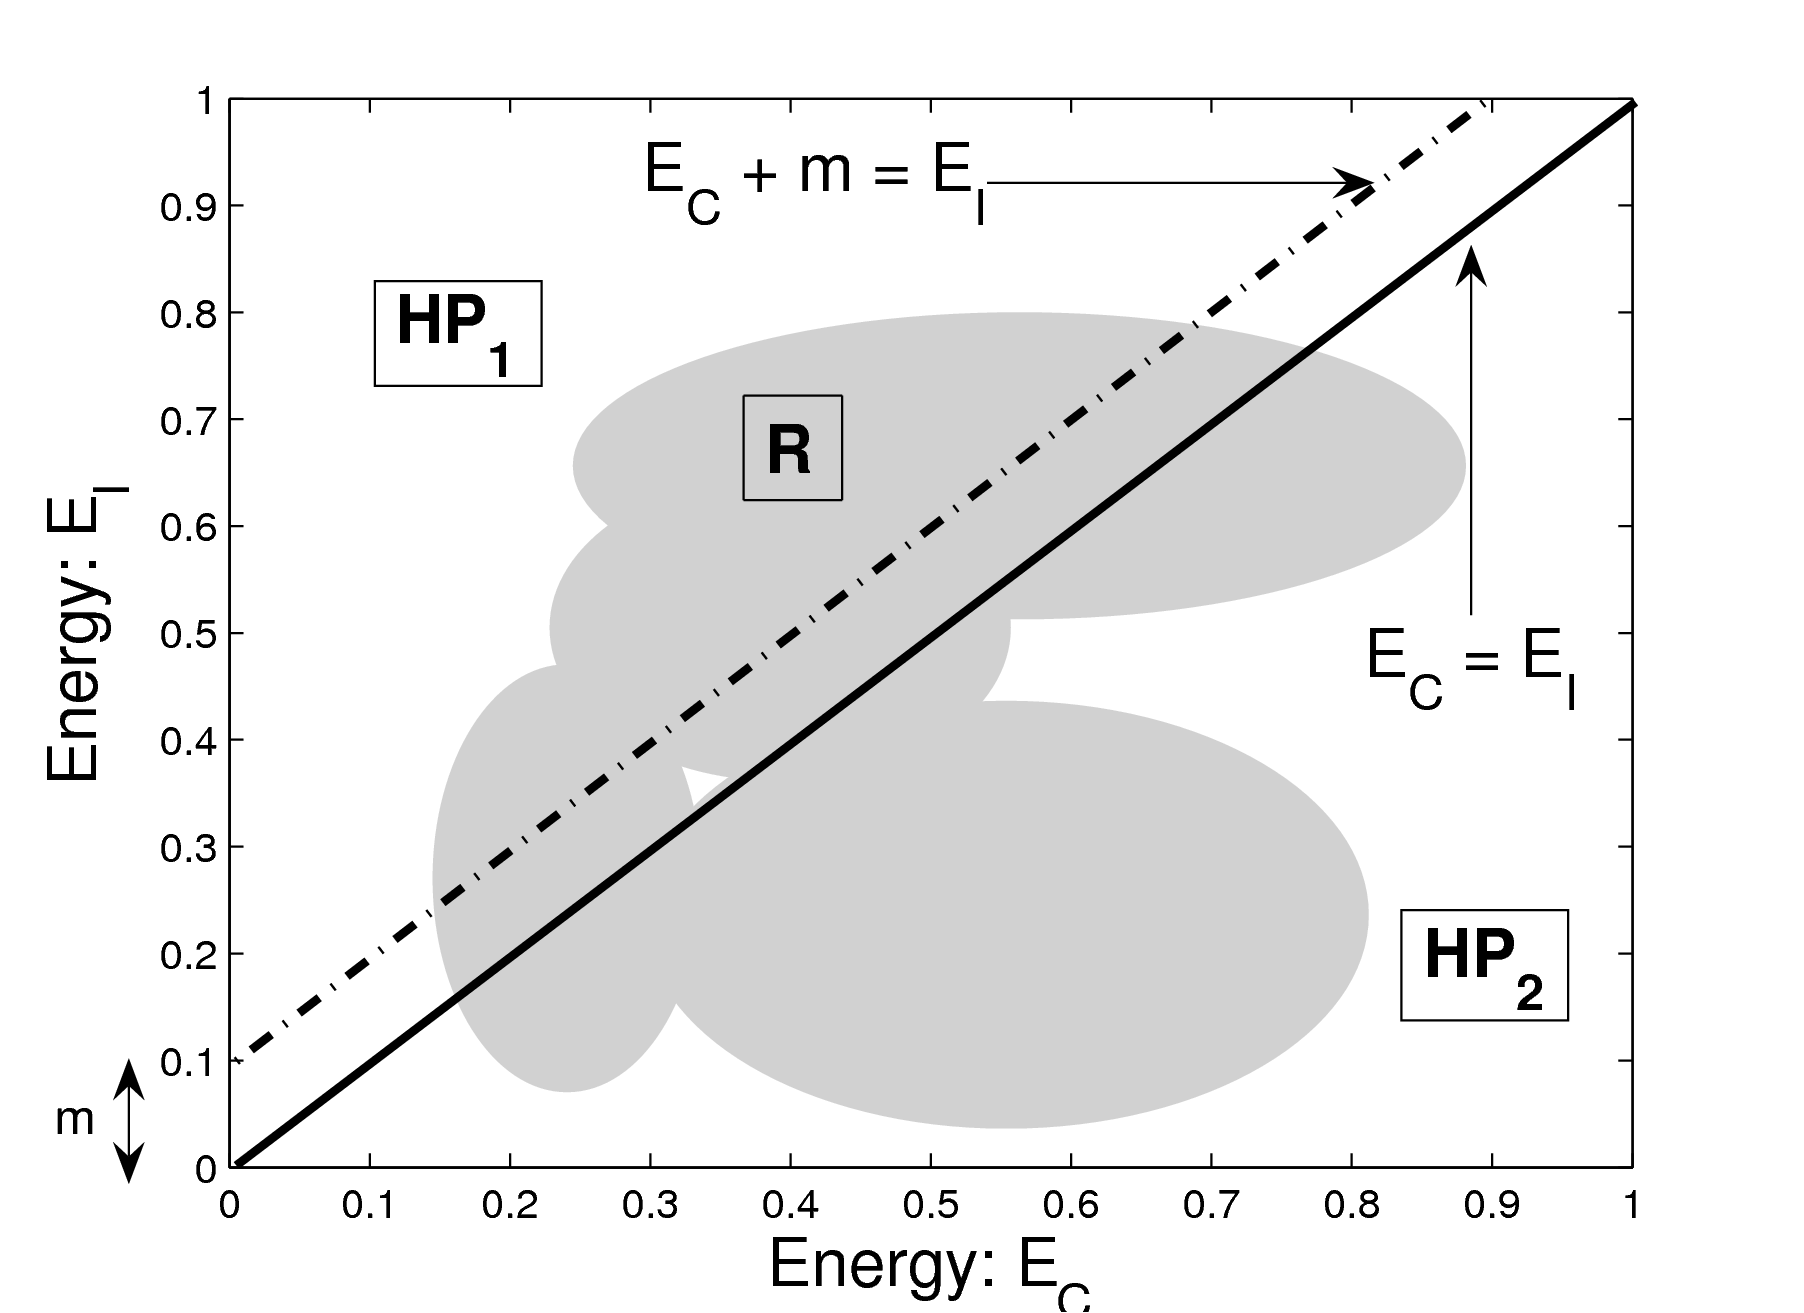 1
E_C + m = E_I
0.9
HP_1
0.8
R
0.7
0.6
0.5
E_C = E_I
0.4
0.3
HP_2
0.2
0.1
m
0
0 0.1 0.2 0.3 0.4 0.5 0.6 0.7 0.8 0.9 1
Energy: E_I
Energy: E_C